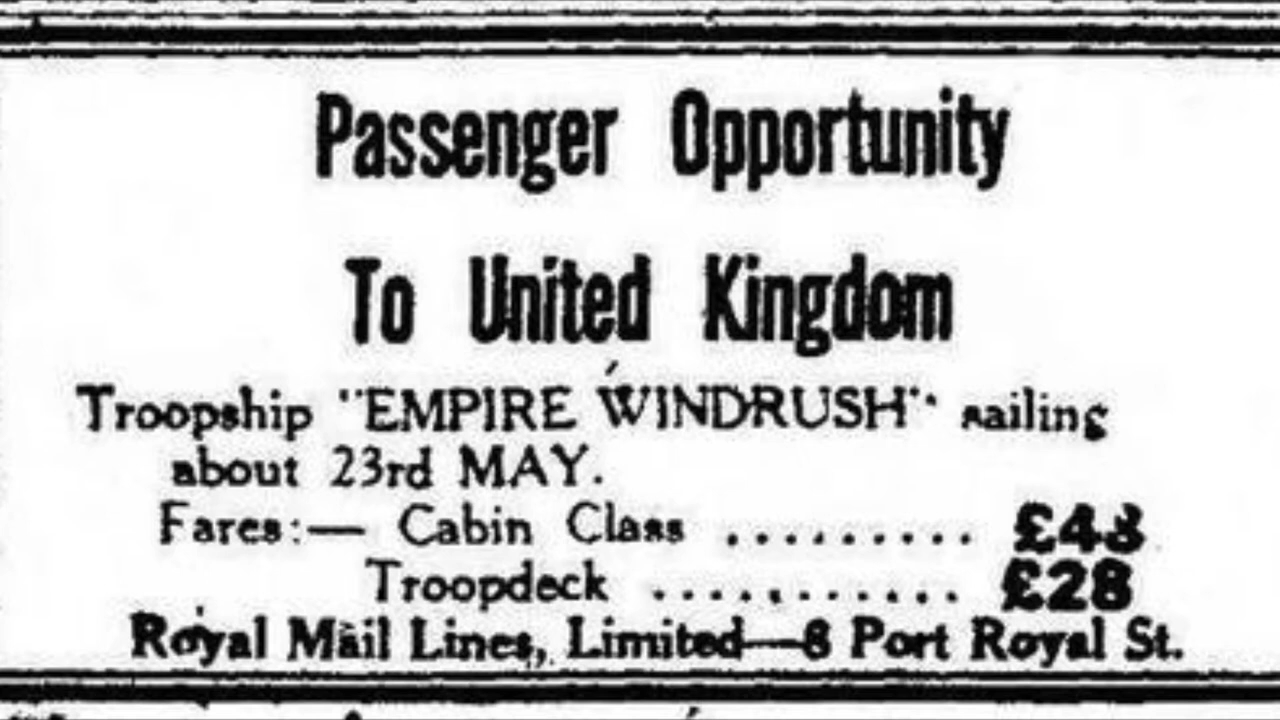 Passenger Opportunity
To United Kingdom
Troopship "EMPIRE WINDRUSH" sailing
about 23rd MAY.
Fares:— Cabin Class ......... £43
Troopdeck ........... £28
Royal Mail Lines, Limited—8 Port Royal St.